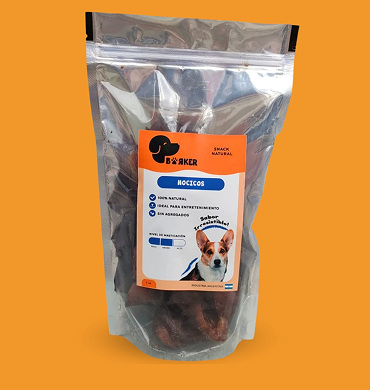 BARKER
SNACK
NATURAL
HOCICOS
100% NATURAL
IDEAL PARA ENTRETENIMIENTO
SIN AGREGADOS
Sabor
Irresistible!
NIVEL DE MASTICACIÓN
INDUSTRIA ARGENTINA